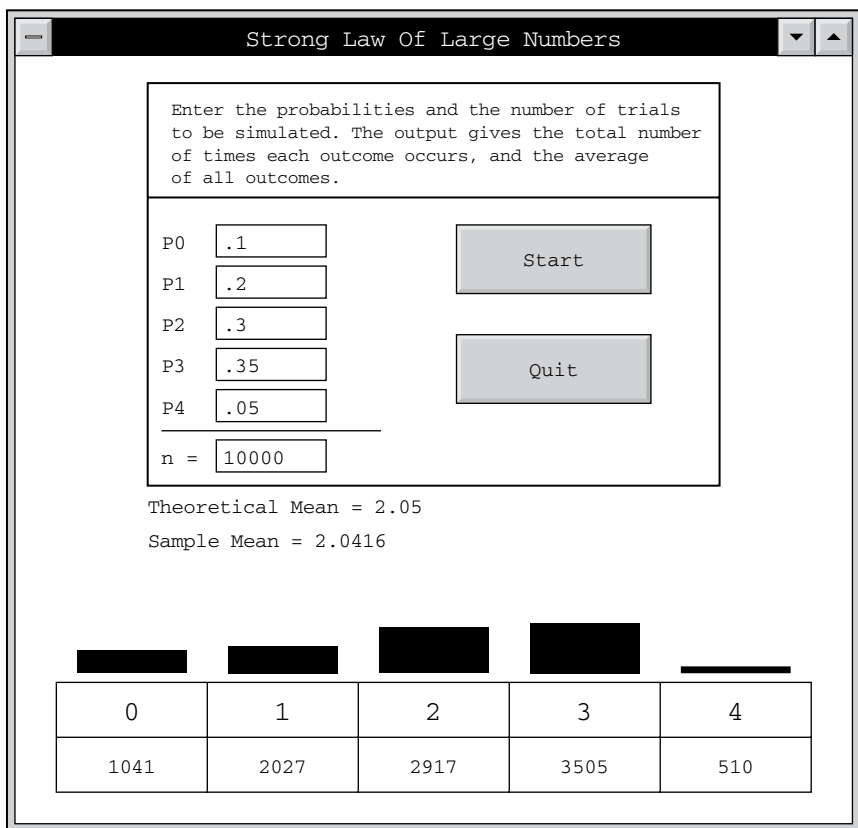 Strong Law Of Large Numbers
Enter the probabilities and the number of trials
to be simulated. The output gives the total number
of times each outcome occurs, and the average
of all outcomes.
P0 .1
Start
P1 .2
P2 .3
P3 .35
Quit
P4 .05
n = 10000
Theoretical Mean = 2.05
Sample Mean = 2.0416
0 1 2 3 4
1041 2027 2917 3505 510